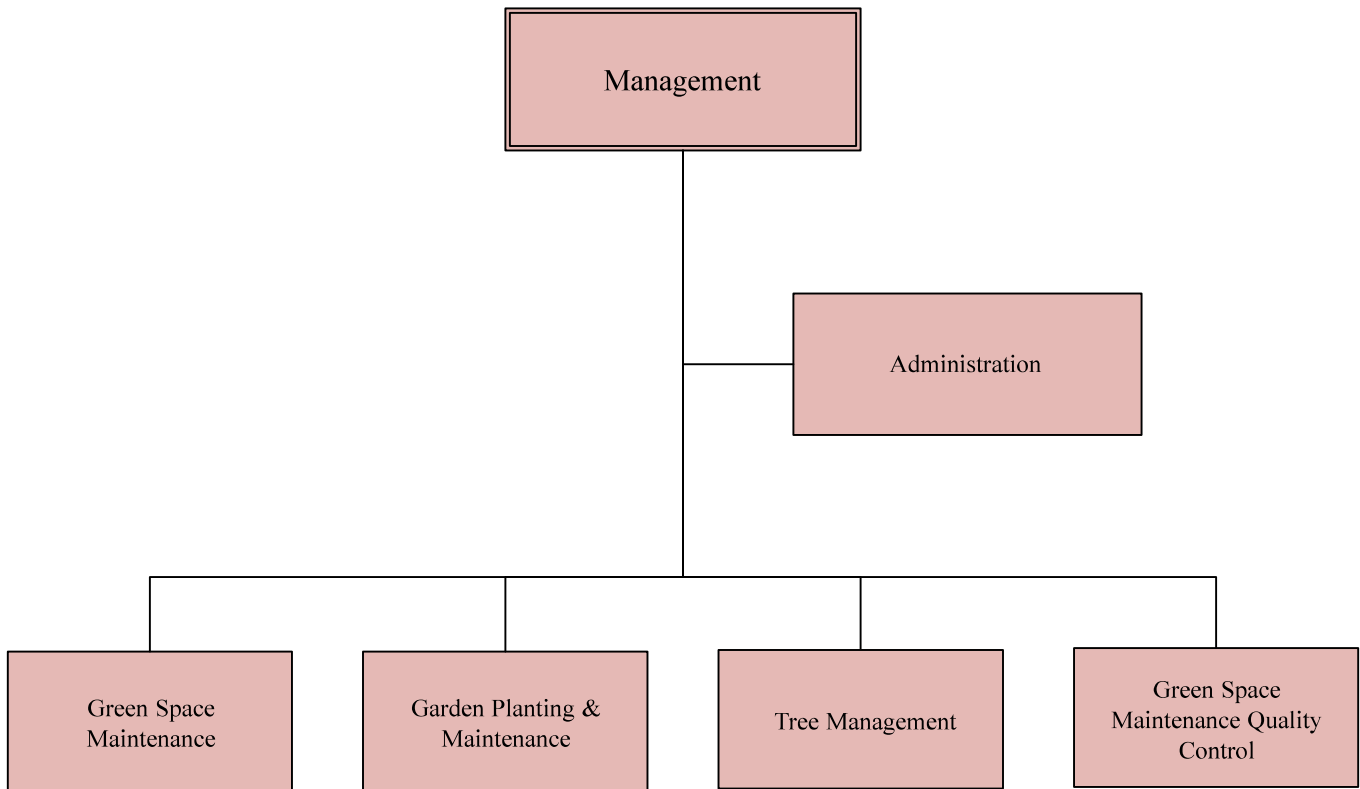 Management
Administration
Green Space
Maintenance
Garden Planting &
Maintenance
Tree Management
Green Space
Maintenance Quality
Control